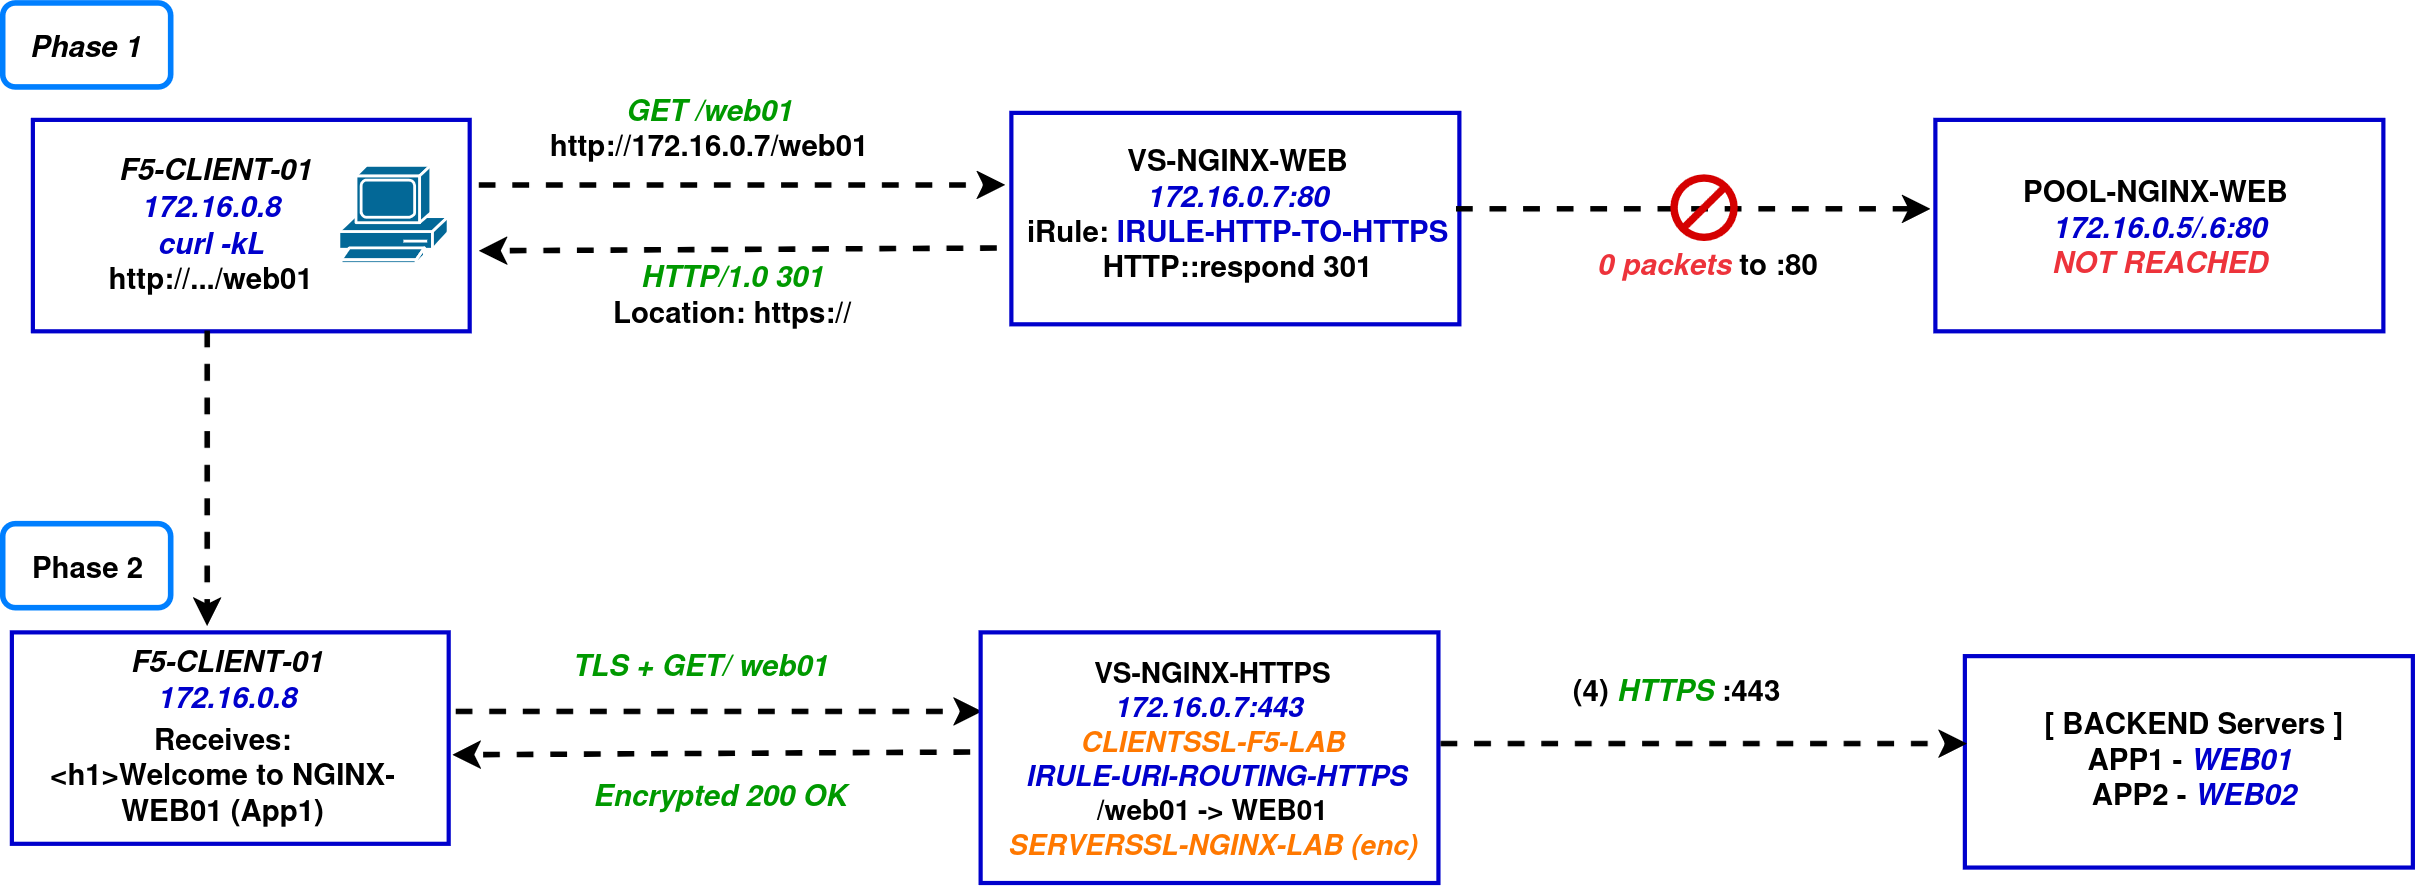 Phase 1
F5-CLIENT-01
172.16.0.8
curl -kL
http://.../web01
GET /web01
http://172.16.0.7/web01
HTTP/1.0 301
Location: https://
VS-NGINX-WEB
172.16.0.7:80
iRule: IRULE-HTTP-TO-HTTPS
HTTP::respond 301
0 packets to :80
POOL-NGINX-WEB
172.16.0.5/.6:80
NOT REACHED
Phase 2
F5-CLIENT-01
172.16.0.8
Receives:
<h1>Welcome to NGINX-
WEB01 (App1)
TLS + GET/ web01
Encrypted 200 OK
VS-NGINX-HTTPS
172.16.0.7:443
CLIENTSSL-F5-LAB
IRULE-URI-ROUTING-HTTPS
/web01 -> WEB01
SERVERSSL-NGINX-LAB (enc)
(4) HTTPS :443
[ BACKEND Servers ]
APP1 - WEB01
APP2 - WEB02